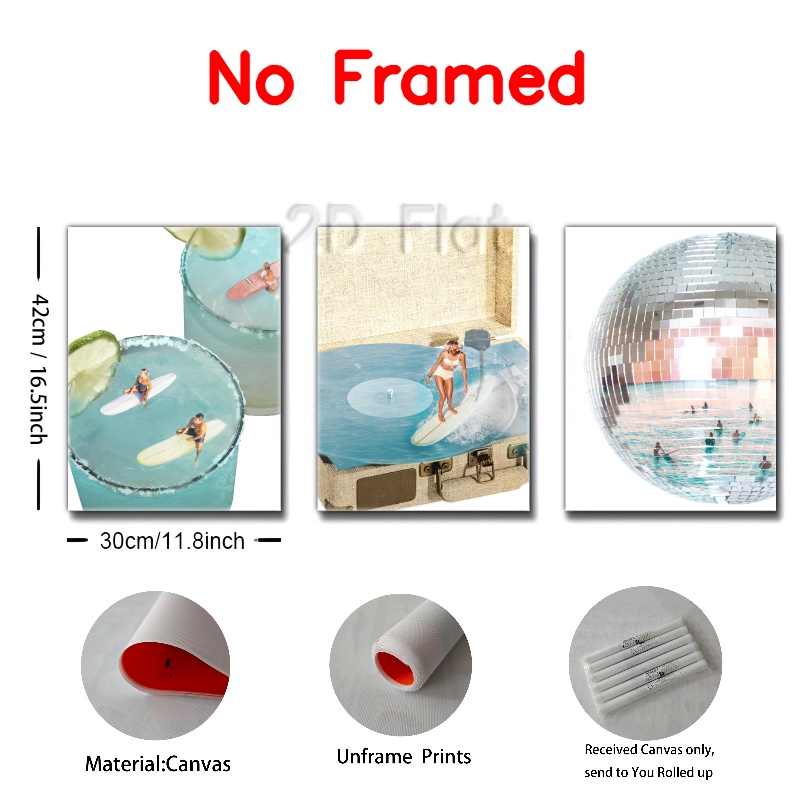 No Framed
2D Flat
42cm / 16.5inch
30cm/11.8inch
Material:Canvas
Unframe Prints
Received Canvas only,
send to You Rolled up